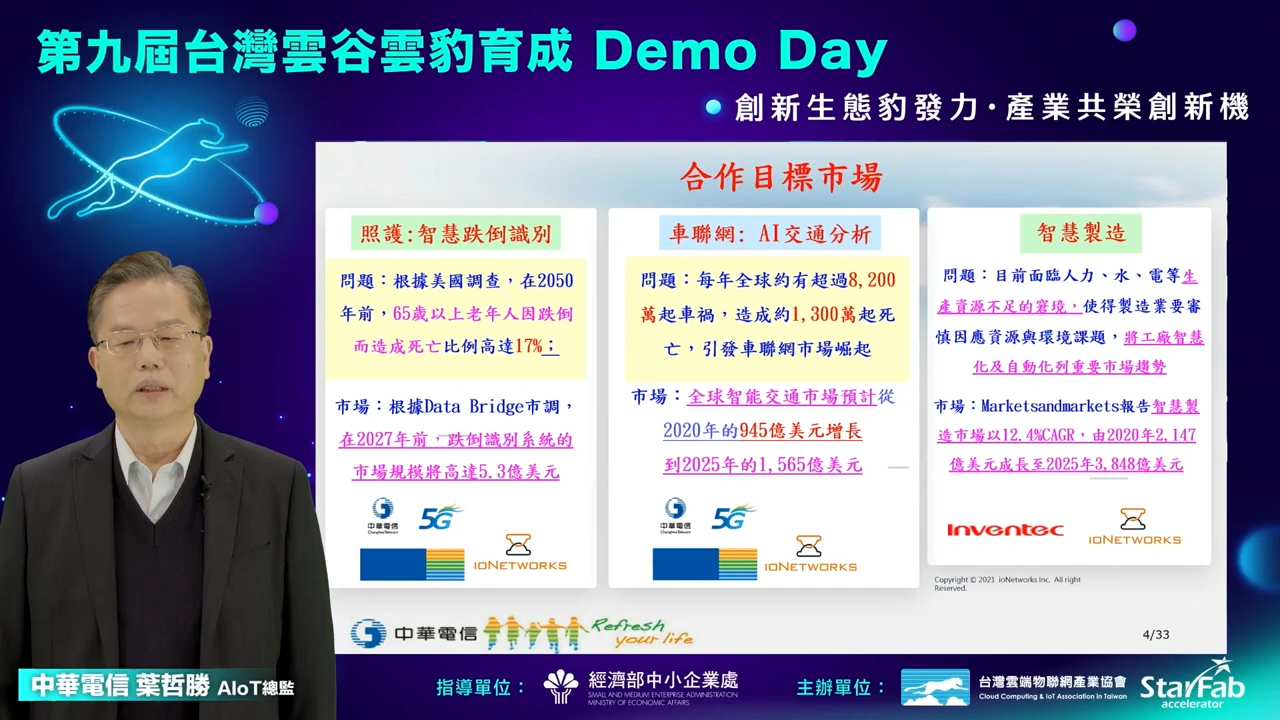 第九屆台灣雲谷雲豹育成 Demo Day
創新生態豹發力·產業共榮創新機
合作目標市場
照護:智慧跌倒識別
問題：根據美國調查，在2050
年前，65歲以上老年人因跌倒
而造成死亡比例高達17%；
市場：根據Data Bridge市調，
在2027年前，跌倒識別系統的
市場規模將高達5.3億美元
中華電信
Chunghwa Telecom
5G
ioNETWORKS
車聯網: AI交通分析
問題：每年全球約有超過8,200
萬起車禍，造成約1,300萬起死
亡，引發車聯網市場崛起
市場：全球智能交通市場預計從
2020年的945億美元增長
到2025年的1,565億美元
中華電信
Chunghwa Telecom
5G
ioNETWORKS
智慧製造
問題：目前面臨人力、水、電等生
產資源不足的窘境，使得製造業要審
慎因應資源與環境課題，將工廠智慧
化及自動化列重要市場趨勢
市場：Marketsandmarkets報告智慧製
造市場以12.4%CAGR，由2020年2,147
億美元成長至2025年3,848億美元
Inventec
ioNETWORKS
Copyright © 2021 ioNetworks Inc. All right
Reserved.
中華電信
Refresh
your life
4/33
中華電信 葉哲勝 AIoT總監
指導單位：
經濟部中小企業處
SMALL AND MEDIUM ENTERPRISE ADMINISTRATION
MINISTRY OF ECONOMIC AFFAIRS
主辦單位：
台灣雲端物聯網產業協會
Cloud Computing & IoT Association in Taiwan
StarFab
accelerator